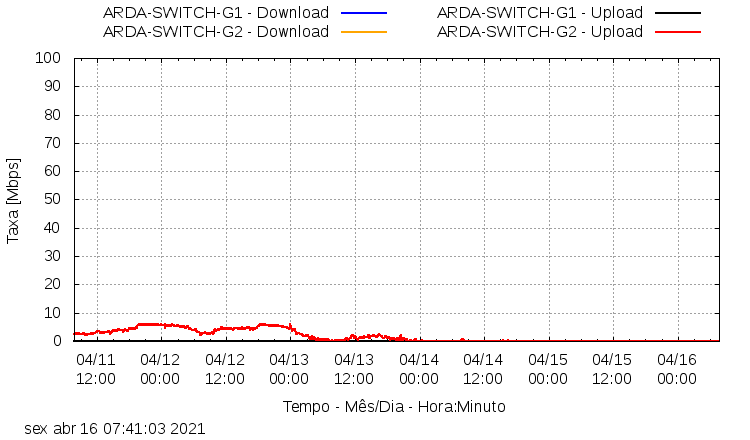 ARDA-SWITCH-G1 - Download ARDA-SWITCH-G1 - Upload
ARDA-SWITCH-G2 - Download ARDA-SWITCH-G2 - Upload
100
90
80
70
60
50
40
30
20
10
0
Taxa [Mbps]
04/11 04/12 04/12 04/13 04/13 04/14 04/14 04/15 04/15 04/16
12:00 00:00 12:00 00:00 12:00 00:00 12:00 00:00 12:00 00:00
Tempo - Mês/Dia - Hora:Minuto
sex abr 16 07:41:03 2021